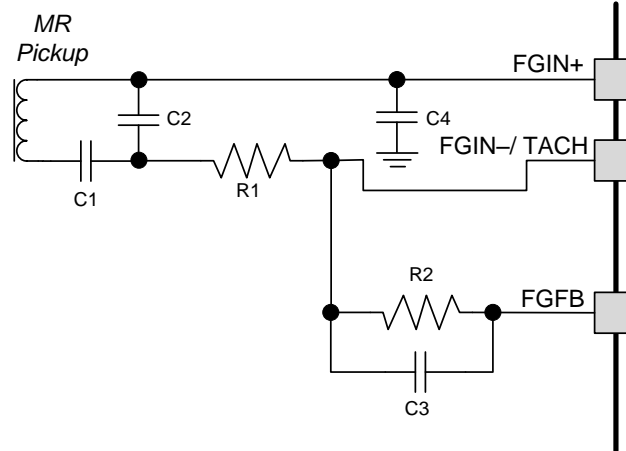 MR
Pickup
FGIN+
C2
C4
FGIN–/ TACH
C1
R1
R2
FGFB
C3